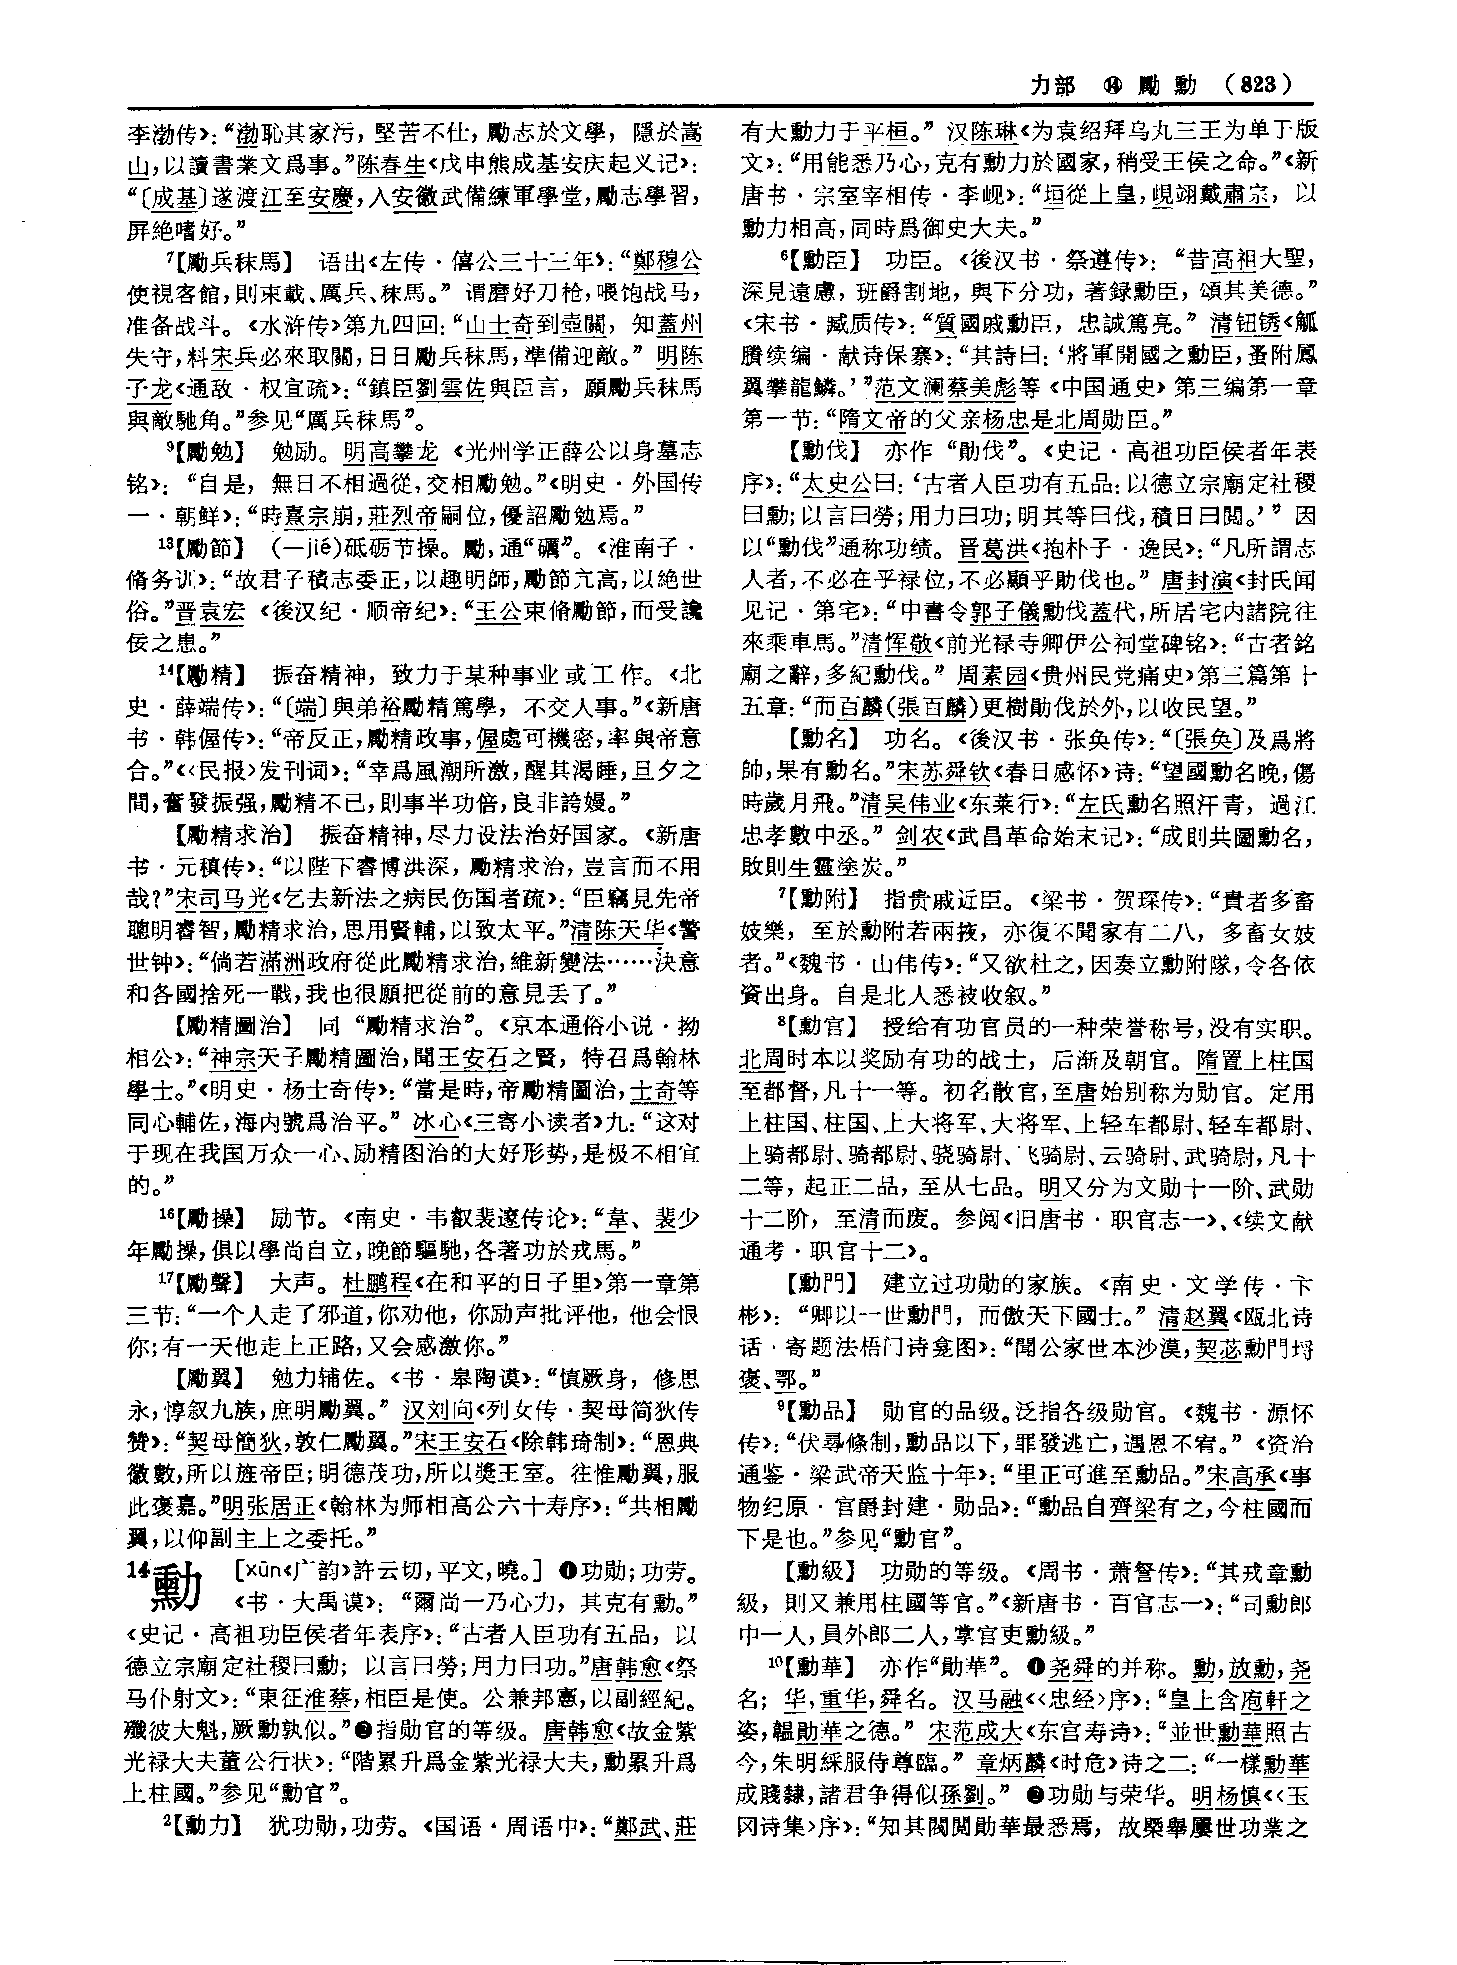 力部 ⑭ 勵 勳 (823)
李渤传》：“渤恥其家污，堅苦不仕，勵志於文學，隱於嵩
山，以讀書業文爲事。”陈春生《戊申熊成基安庆起义记》：
“〔成基〕遂渡江至安慶，入安徽武備練軍學堂，勵志學習，
屏絶嗜好。”
⁷【勵兵秣馬】 语出《左传·僖公三十三年》：“鄭穆公
使視客館，則束載、厲兵、秣馬。”谓磨好刀枪，喂饱战马，
准备战斗。《水浒传》第九四回：“山士奇到壺關，知蓋州
失守，料宋兵必來取關，日日勵兵秣馬，準備迎敵。”明陈
子龙《通敌·权宜疏》：“鎮臣劉雲佐與臣言，願勵兵秣馬
與敵馳角。”参见“厲兵秣馬”。
⁹【勵勉】 勉励。明高攀龙《光州学正薛公以身墓志
铭》：“自是，無日不相過從，交相勵勉。”《明史·外国传
一·朝鲜》：“時熹宗崩，莊烈帝嗣位，優詔勵勉焉。”
¹³【勵節】 (—jié)砥砺节操。勵，通“礪”。《淮南子·
脩务训》：“故君子積志委正，以趣明師，勵節亢高，以絶世
俗。”晋袁宏《後汉纪·顺帝纪》：“王公束脩勵節，而受讒
佞之患。”
¹⁴【勵精】 振奋精神，致力于某种事业或工作。《北
史·薛端传》：“〔端〕與弟裕勵精篤學，不交人事。”《新唐
书·韩偓传》：“帝反正，勵精政事，偓處可機密，率與帝意
合。”《〈民报〉发刊词》：“幸爲風潮所激，醒其渴睡，旦夕之
間，奮發振强，勵精不已，則事半功倍，良非誇嫚。”
【勵精求治】 振奋精神，尽力设法治好国家。《新唐
书·元稹传》：“以陛下睿博洪深，勵精求治，豈言而不用
哉？”宋司马光《乞去新法之病民伤国者疏》：“臣竊見先帝
聰明睿智，勵精求治，思用賢輔，以致太平。”清陈天华《警
世钟》：“倘若滿洲政府從此勵精求治，維新變法……決意
和各國捨死一戰，我也很願把從前的意見丢了。”
【勵精圖治】 同“勵精求治”。《京本通俗小说·拗
相公》：“神宗天子勵精圖治，聞王安石之賢，特召爲翰林
學士。”《明史·杨士奇传》：“當是時，帝勵精圖治，士奇等
同心輔佐，海内號爲治平。”冰心《三寄小读者》九：“这对
于现在我国万众一心、励精图治的大好形势，是极不相宜
的。”
¹⁶【勵操】 励节。《南史·韦叡裴邃传论》：“韋、裴少
年勵操，俱以學尚自立，晚節驅馳，各著功於戎馬。”
¹⁷【勵聲】 大声。杜鹏程《在和平的日子里》第一章第
三节：“一个人走了邪道，你劝他，你励声批评他，他会恨
你；有一天他走上正路，又会感激你。”
【勵翼】 勉力辅佐。《书·皋陶谟》：“慎厥身，修思
永，惇叙九族，庶明勵翼。”汉刘向《列女传·契母简狄传
赞》：“契母簡狄，敦仁勵翼。”宋王安石《除韩琦制》：“恩典
徽數，所以旌帝臣；明德茂功，所以獎王室。往惟勵翼，服
此褒嘉。”明张居正《翰林为师相高公六十寿序》：“共相勵
翼，以仰副主上之委托。”
14 勳 [xūn《广韵》許云切，平文，曉。] ❶功勋；功劳。
《书·大禹谟》：“爾尚一乃心力，其克有勳。”
《史记·高祖功臣侯者年表序》：“古者人臣功有五品，以
德立宗廟定社稷曰勳；以言曰勞；用力曰功。”唐韩愈《祭
马仆射文》：“東征淮蔡，相臣是使。公兼邦憲，以副經紀。
殲彼大魁，厥勳孰似。”❷指勋官的等级。唐韩愈《故金紫
光禄大夫董公行状》：“階累升爲金紫光禄大夫，勳累升爲
上柱國。”参见“勳官”。
²【勳力】 犹功勋，功劳。《国语·周语中》：“鄭武、莊
有大勳力于平桓。”汉陈琳《为袁绍拜乌丸三王为单于版
文》：“用能悉乃心，克有勳力於國家，稍受王侯之命。”《新
唐书·宗室宰相传·李岘》：“垣從上皇，峴翊戴肅宗，以
勳力相高，同時爲御史大夫。”
⁶【勳臣】 功臣。《後汉书·祭遵传》：“昔高祖大聖，
深見遠慮，班爵割地，與下分功，著録勳臣，頌其美德。”
《宋书·臧质传》：“質國戚勳臣，忠誠篤亮。”清钮琇《觚
賸续编·献诗保寨》：“其詩曰：‘將軍開國之勳臣，蚤附鳳
翼攀龍鱗。’”范文澜蔡美彪等《中国通史》第三编第一章
第一节：“隋文帝的父亲杨忠是北周勋臣。”
【勳伐】 亦作“勛伐”。《史记·高祖功臣侯者年表
序》：“太史公曰：‘古者人臣功有五品：以德立宗廟定社稷
曰勳；以言曰勞；用力曰功；明其等曰伐，積日曰閲。’”因
以“勳伐”通称功绩。晋葛洪《抱朴子·逸民》：“凡所謂志
人者，不必在乎禄位，不必顯乎勛伐也。”唐封演《封氏闻
见记·第宅》：“中書令郭子儀勳伐蓋代，所居宅内諸院往
來乘車馬。”清恽敬《前光禄寺卿伊公祠堂碑铭》：“古者銘
廟之辭，多紀勳伐。”周素园《贵州民党痛史》第三篇第十
五章：“而百麟(張百麟)更樹勛伐於外，以收民望。”
【勳名】 功名。《後汉书·张奂传》：“〔張奂〕及爲將
帥，果有勳名。”宋苏舜钦《春日感怀》诗：“望國勳名晚，傷
時歲月飛。”清吴伟业《东莱行》：“左氏勳名照汗青，過江
忠孝數中丞。”剑农《武昌革命始末记》：“成則共圖勳名，
敗則生靈塗炭。”
⁷【勳附】 指贵戚近臣。《梁书·贺琛传》：“貴者多畜
妓樂，至於勳附若兩掖，亦復不聞家有二八，多畜女妓
者。”《魏书·山伟传》：“又欲杜之，因奏立勳附隊，令各依
資出身。自是北人悉被收叙。”
⁸【勳官】 授给有功官员的一种荣誉称号，没有实职。
北周时本以奖励有功的战士，后渐及朝官。隋置上柱国
至都督，凡十一等。初名散官，至唐始别称为勋官。定用
上柱国、柱国、上大将军、大将军、上轻车都尉、轻车都尉、
上骑都尉、骑都尉、骁骑尉、飞骑尉、云骑尉、武骑尉，凡十
二等，起正二品，至从七品。明又分为文勋十一阶、武勋
十二阶，至清而废。参阅《旧唐书·职官志一》、《续文献
通考·职官十二》。
【勳門】 建立过功勋的家族。《南史·文学传·卞
彬》：“卿以一世勳門，而傲天下國士。”清赵翼《瓯北诗
话·寄题法梧门诗龛图》：“聞公家世本沙漠，契苾勳門埒
褒、鄂。”
⁹【勳品】 勋官的品级。泛指各级勋官。《魏书·源怀
传》：“伏尋條制，勳品以下，罪發逃亡，遇恩不宥。”《资治
通鉴·梁武帝天监十年》：“里正可進至勳品。”宋高承《事
物纪原·官爵封建·勋品》：“勳品自齊梁有之，今柱國而
下是也。”参见“勳官”。
【勳級】 功勋的等级。《周书·萧詧传》：“其戎章勳
級，則又兼用柱國等官。”《新唐书·百官志一》：“司勳郎
中一人，員外郎二人，掌官吏勳級。”
¹⁰【勳華】 亦作“勛華”。❶尧舜的并称。勳，放勳，尧
名；华，重华，舜名。汉马融《〈忠经〉序》：“皇上含庖軒之
姿，韞勛華之德。”宋范成大《东宫寿诗》：“並世勳華照古
今，朱明綵服侍尊臨。”章炳麟《时危》诗之二：“一樣勳華
成賤隸，諸君争得似孫劉。”❷功勋与荣华。明杨慎《〈玉
冈诗集〉序》：“知其閥閲勛華最悉焉，故槩舉屢世功業之